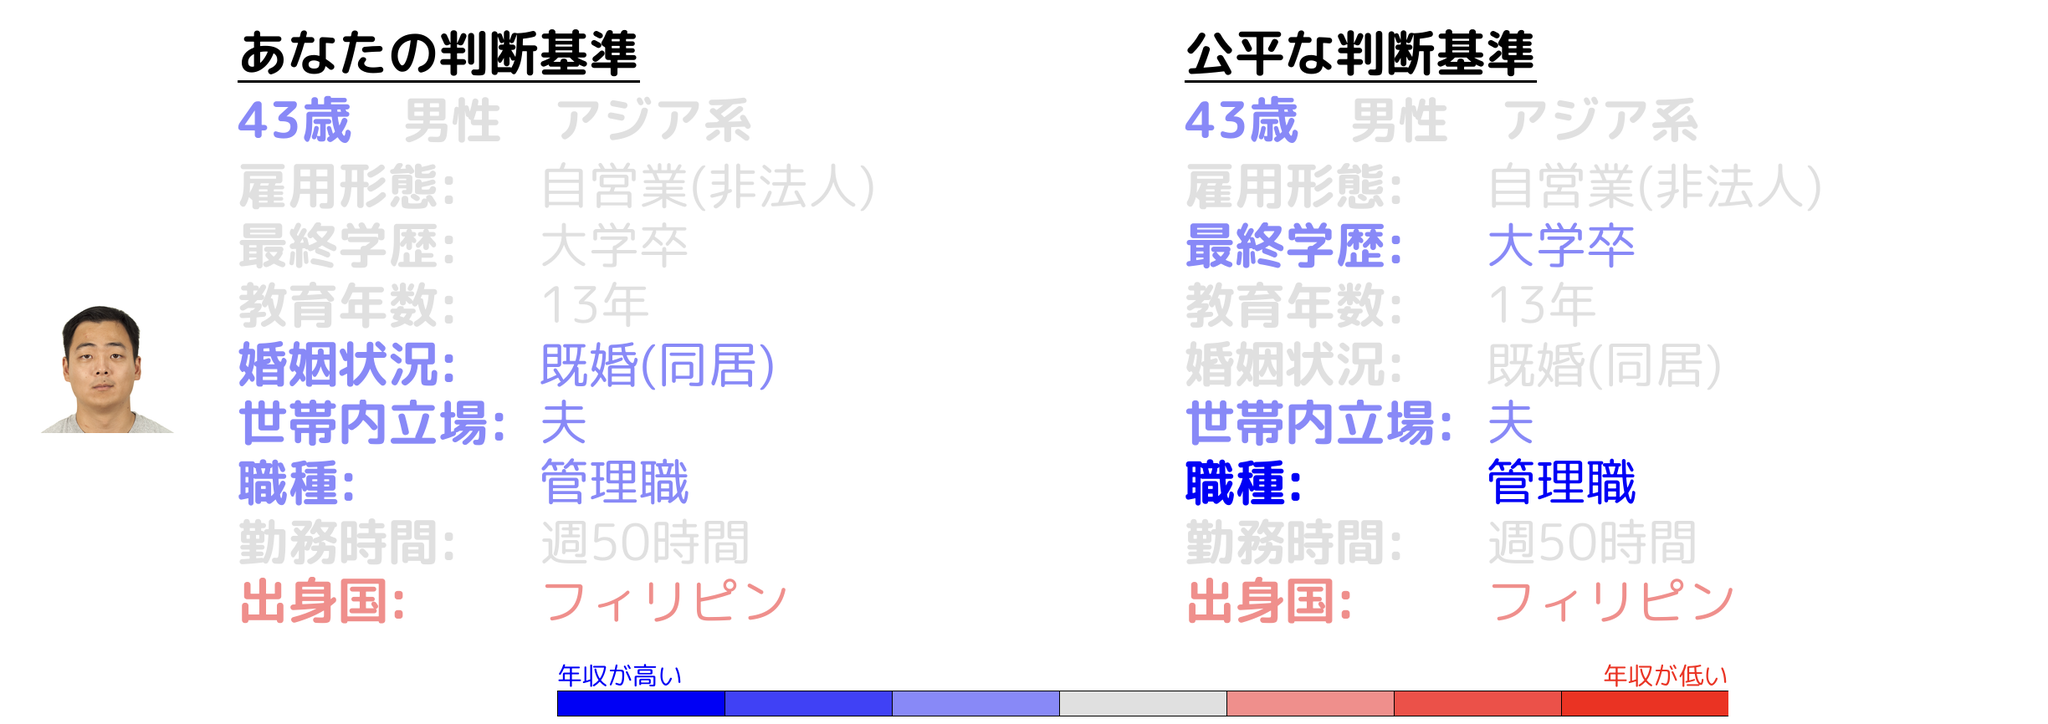 あなたの判断基準
43歳 男性 アジア系
雇用形態: 自営業(非法人)
最終学歴: 大学卒
教育年数: 13年
婚姻状況: 既婚(同居)
世帯内立場: 夫
職種: 管理職
勤務時間: 週50時間
出身国: フィリピン
公平な判断基準
43歳 男性 アジア系
雇用形態: 自営業(非法人)
最終学歴: 大学卒
教育年数: 13年
婚姻状況: 既婚(同居)
世帯内立場: 夫
職種: 管理職
勤務時間: 週50時間
出身国: フィリピン
年収が高い
年収が低い